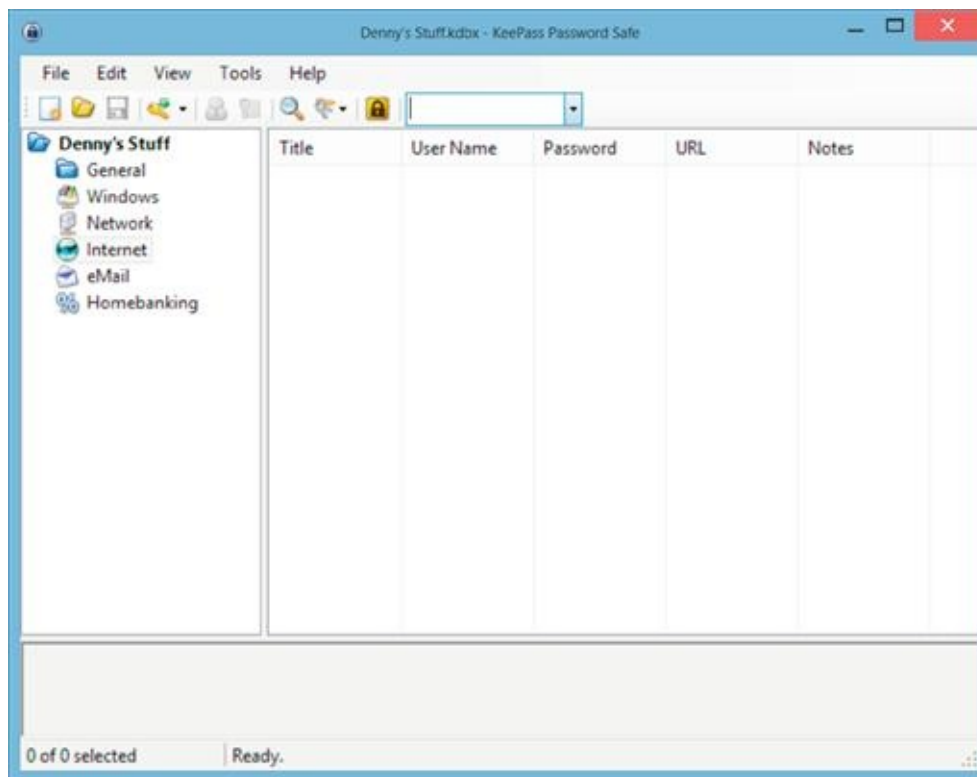 Denny's Stuff.kdbx - KeePass Password Safe
File Edit View Tools Help
Denny's Stuff
General
Windows
Network
Internet
eMail
Homebanking
Title User Name Password URL Notes
0 of 0 selected Ready.